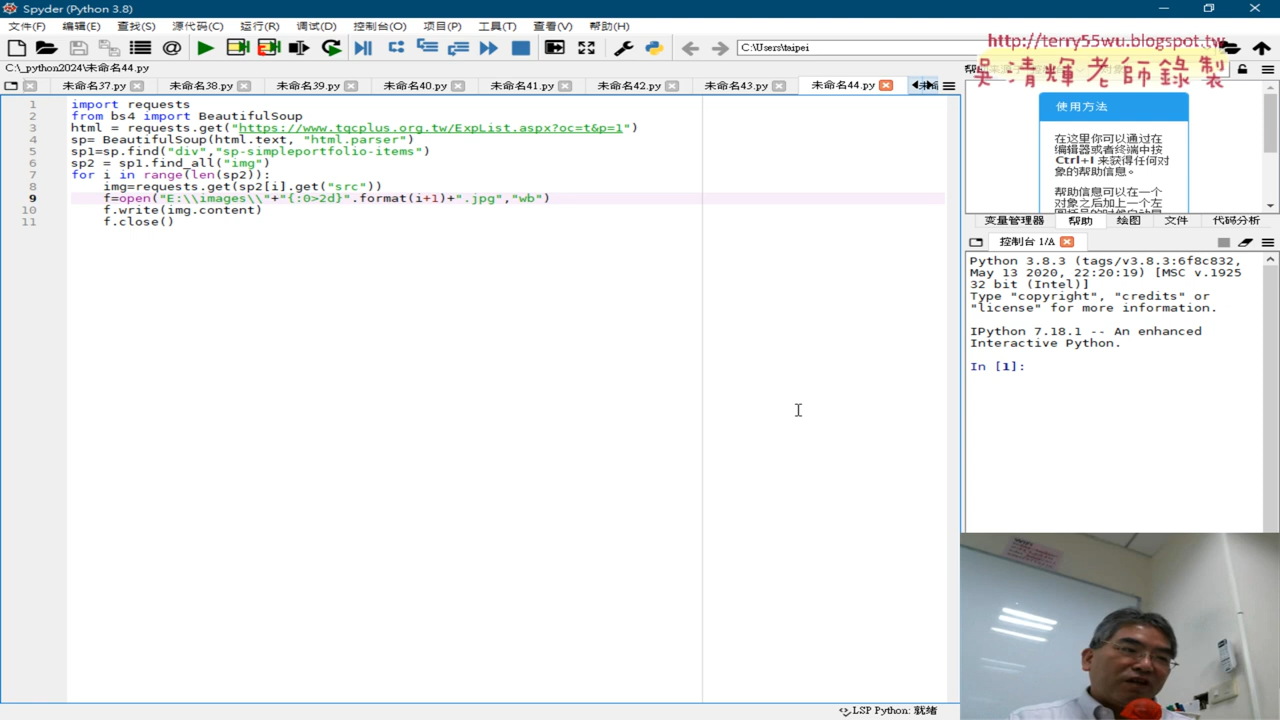 Spyder (Python 3.8)
文件(F) 编辑(E) 查找(S) 源代码(C) 运行(R) 调试(D) 控制台(O) 项目(P) 工具(T) 查看(V) 帮助(H)
C:\Users\taipei
http://terry55wu.blogspot.tw
吳清輝老師錄製
C:\_python2024\未命名44.py
未命名37.py 未命名38.py 未命名39.py 未命名40.py 未命名41.py 未命名42.py 未命名43.py 未命名44.py
1 import requests
2 from bs4 import BeautifulSoup
3 html = requests.get("https://www.tqcplus.org.tw/ExpList.aspx?oc=t&p=1")
4 sp= BeautifulSoup(html.text, "html.parser")
5 sp1=sp.find("div","sp-simpleportfolio-items")
6 sp2 = sp1.find_all("img")
7 for i in range(len(sp2)):
8 img=requests.get(sp2[i].get("src"))
9 f=open("E:\\images\\"+"{:0>2d}".format(i+1)+".jpg","wb")
10 f.write(img.content)
11 f.close()
使用方法
在这里你可以通过在
编辑器或者终端中按
Ctrl+I 来获得任何对
象的帮助信息。
帮助信息可以在一个
对象之后加上一个左
变量管理器 帮助 绘图 文件 代码分析
控制台 1/A
Python 3.8.3 (tags/v3.8.3:6f8c832,
May 13 2020, 22:20:19) [MSC v.1925
32 bit (Intel)]
Type "copyright", "credits" or
"license" for more information.
IPython 7.18.1 -- An enhanced
Interactive Python.
In [1]:
LSP Python: 就绪